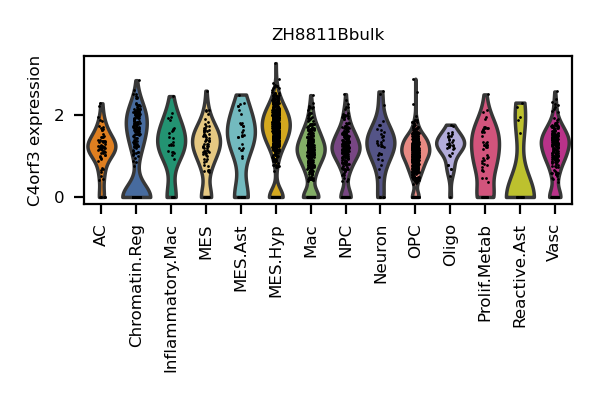 ZH8811Bbulk
C4orf3 expression
2
0
AC
Chromatin.Reg
Inflammatory.Mac
MES
MES.Ast
MES.Hyp
Mac
NPC
Neuron
OPC
Oligo
Prolif.Metab
Reactive.Ast
Vasc